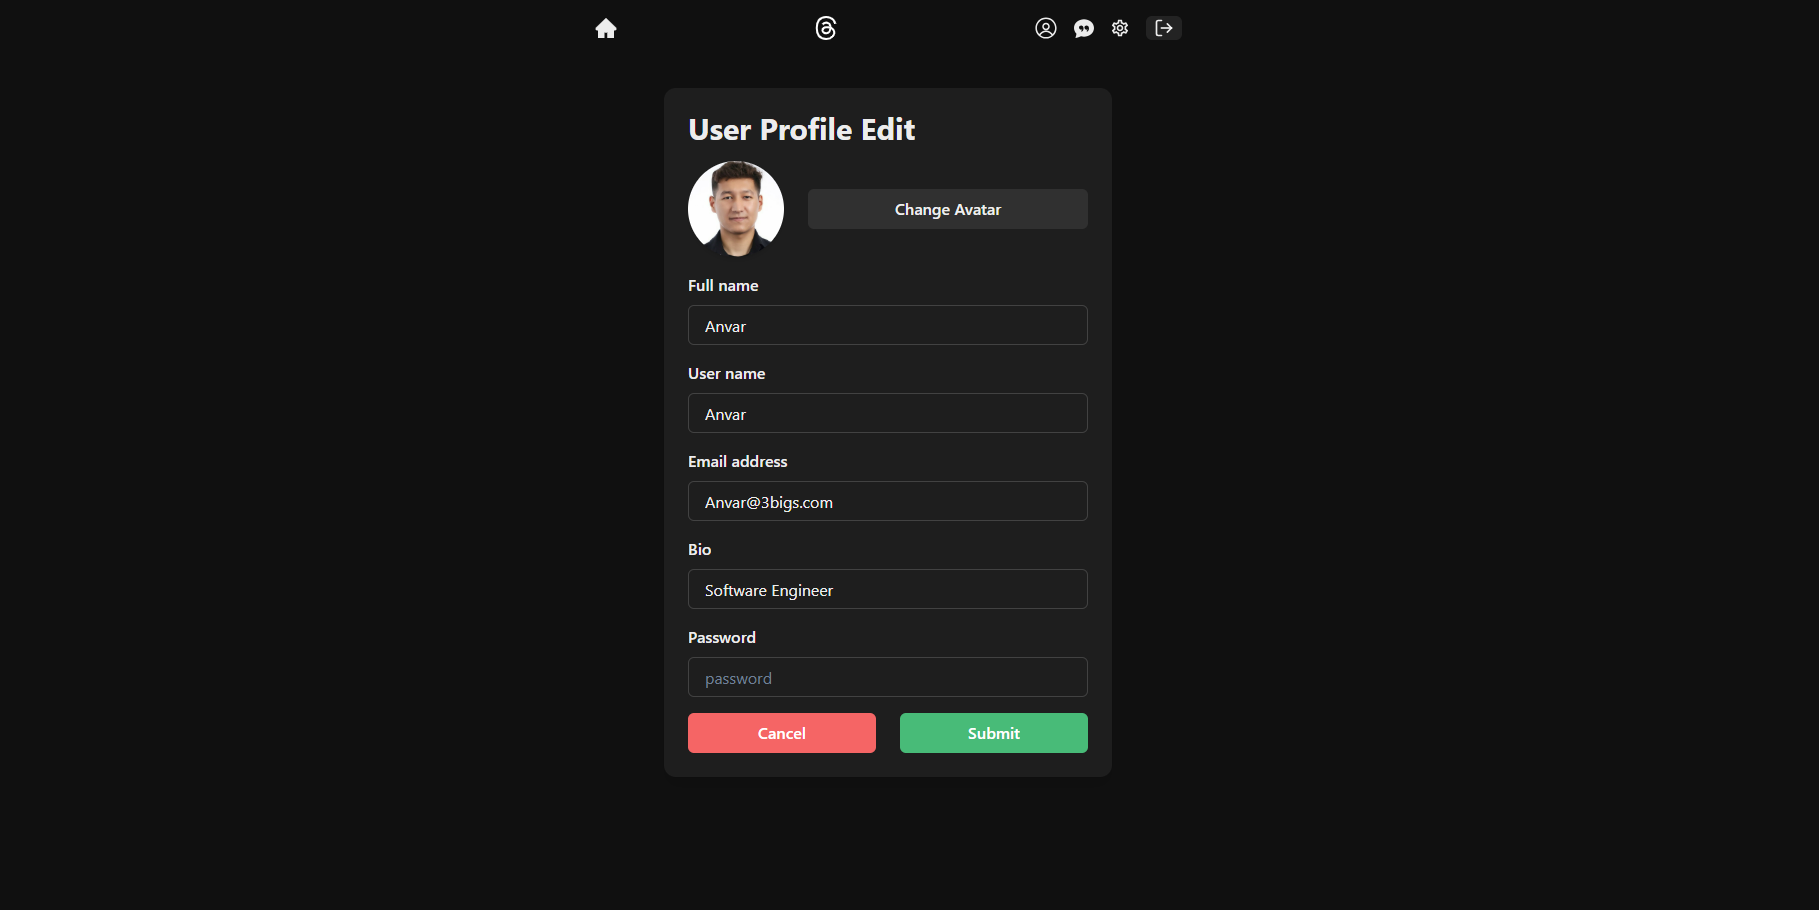 User Profile Edit
Change Avatar
Full name
Anvar
User name
Anvar
Email address
Anvar@3bigs.com
Bio
Software Engineer
Password
password
Cancel
Submit